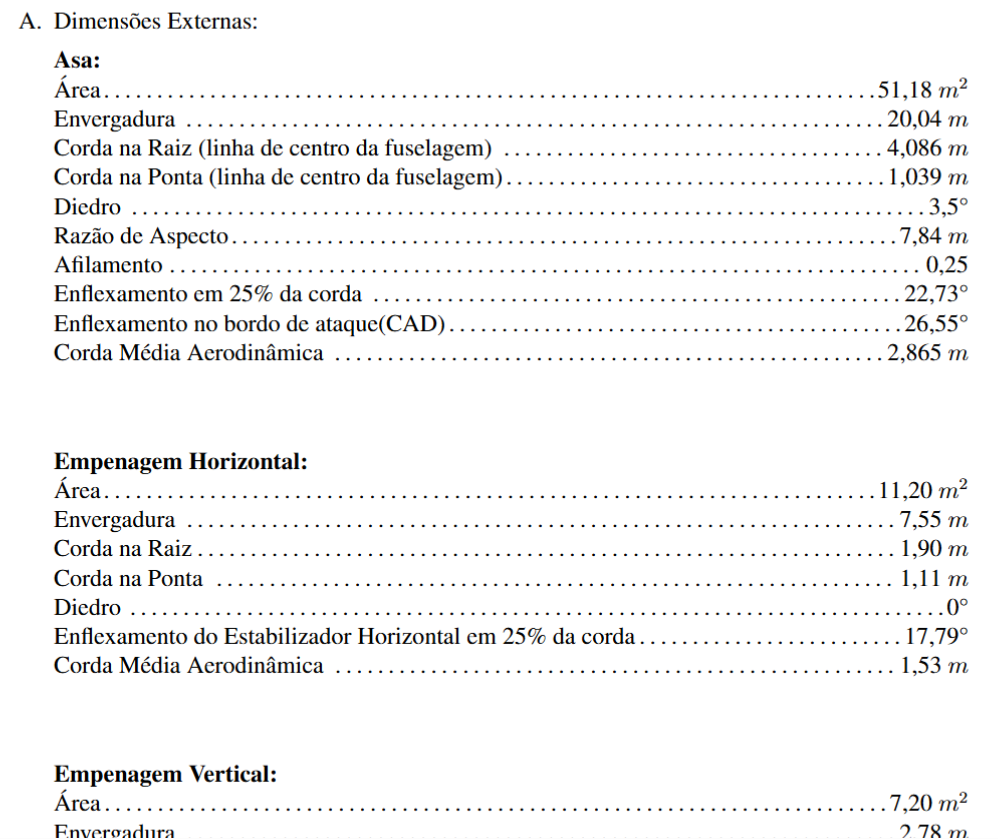 A. Dimensões Externas:
Asa:
Área........................................................................51,18 m²
Envergadura ................................................................. 20,04 m
Corda na Raiz (linha de centro da fuselagem) ................................... 4,086 m
Corda na Ponta (linha de centro da fuselagem)................................... 1,039 m
Diedro ..........................................................................3,5°
Razão de Aspecto..............................................................7,84 m
Afilamento ...................................................................... 0,25
Enflexamento em 25% da corda .................................................22,73°
Enflexamento no bordo de ataque(CAD)..........................................26,55°
Corda Média Aerodinâmica ................................................... 2,865 m
Empenagem Horizontal:
Área........................................................................11,20 m²
Envergadura .................................................................. 7,55 m
Corda na Raiz................................................................. 1,90 m
Corda na Ponta ............................................................... 1,11 m
Diedro ............................................................................0°
Enflexamento do Estabilizador Horizontal em 25% da corda........................ 17,79°
Corda Média Aerodinâmica .................................................... 1,53 m
Empenagem Vertical:
Área.........................................................................7,20 m²
Envergadura .................................................................. 2,78 m